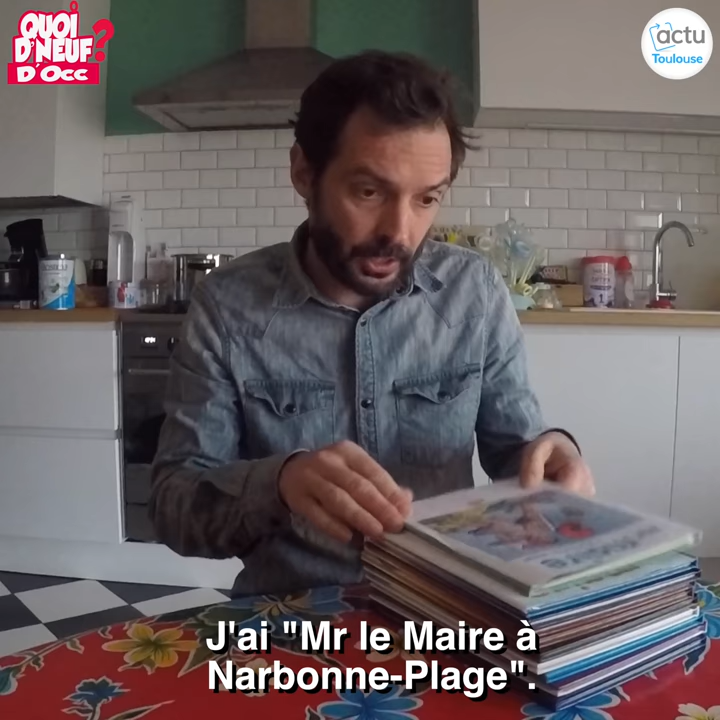 QUOI
D'NEUF?
D'OCC
actu
Toulouse
J'ai "Mr le Maire à
Narbonne-Plage".